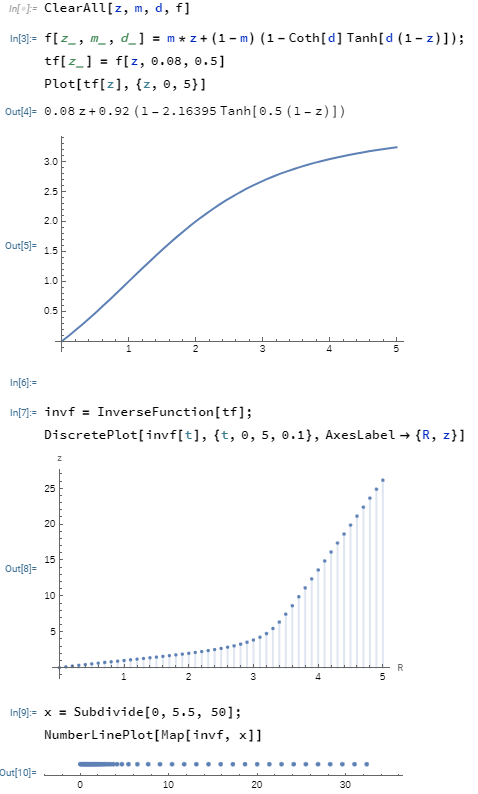 In[•]:= ClearAll[z, m, d, f]
In[3]:= f[z_, m_, d_] = m * z + (1 - m) (1 - Coth[d] Tanh[d (1 - z)]);
tf[z_] = f[z, 0.08, 0.5]
Plot[tf[z], {z, 0, 5}]
Out[4]= 0.08 z + 0.92 (1 - 2.16395 Tanh[0.5 (1 - z)])
3.0
2.5
2.0
Out[5]=
1.5
1.0
0.5
1 2 3 4 5
In[6]:=
In[7]:= invf = InverseFunction[tf];
DiscretePlot[invf[t], {t, 0, 5, 0.1}, AxesLabel → {R, z}]
z
25
20
15
Out[8]=
10
5
1 2 3 4 5 R
In[9]:= x = Subdivide[0, 5.5, 50];
NumberLinePlot[Map[invf, x]]
Out[10]=
0 10 20 30